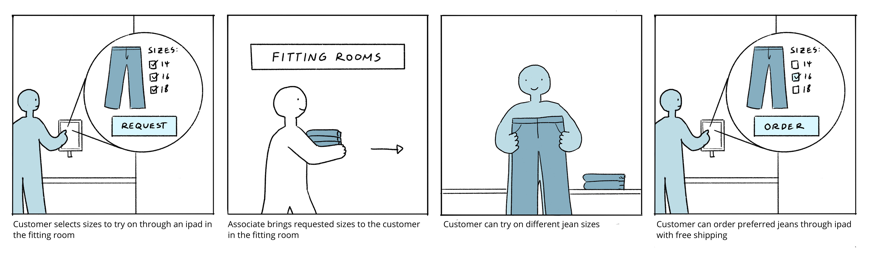 SIZES:
14
16
18
REQUEST
Customer selects sizes to try on through an ipad in
the fitting room
FITTING ROOMS
Associate brings requested sizes to the customer
in the fitting room
Customer can try on different jean sizes
SIZES:
14
16
18
ORDER
Customer can order preferred jeans through ipad
with free shipping